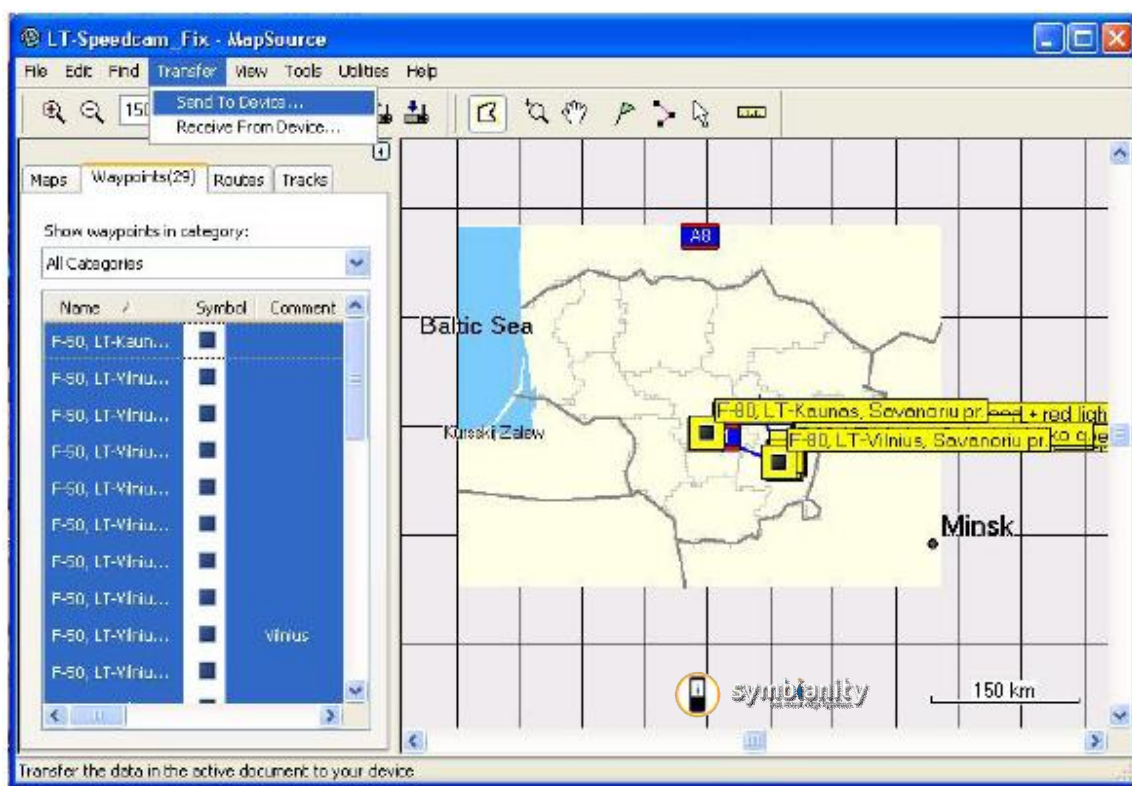 LT-Speedcam_Fix - MapSource
File Edit Find Transfer View Tools Utilities Help
150
Send To Device...
Receive From Device...
Maps Waypoints(29) Routes Tracks
Show waypoints in category:
All Categories
Name Symbol Comment
F-50, LT-Kaun...
F-50, LT-Vilniu...
F-50, LT-Vilniu...
F-50, LT-Vilniu...
F-50, LT-Vilniu...
F-50, LT-Vilniu...
F-50, LT-Vilniu...
F-50, LT-Vilniu...
F-50, LT-Vilniu... Vilnius
F-50, LT-Vilniu...
A8
Baltic Sea
F-80, LT-Kaunas, Savanoriu pr.
+ red ligh
Kurskij Zalew
F-80, LT-Vilnius, Savanoriu pr.
Minsk
symbianity
150 km
Transfer the data in the active document to your device